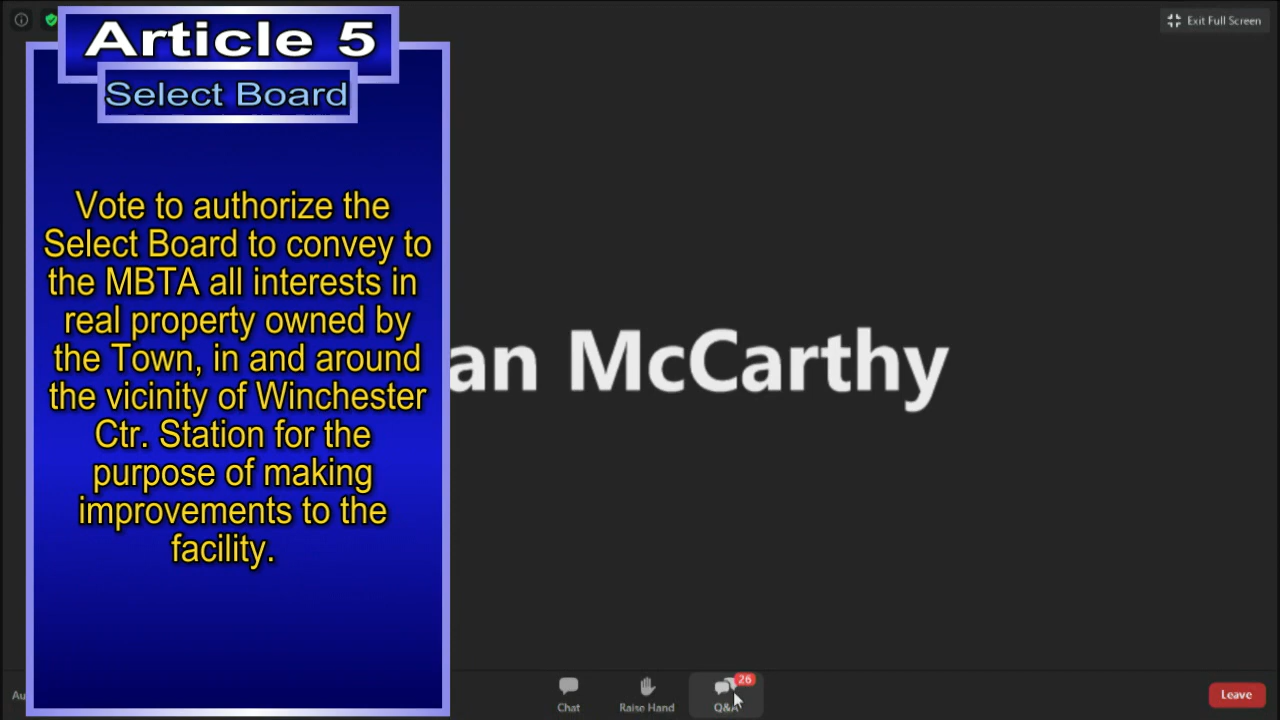 Exit Full Screen
Article 5
Select Board
Vote to authorize the
Select Board to convey to
the MBTA all interests in
real property owned by
the Town, in and around
the vicinity of Winchester
Ctr. Station for the
purpose of making
improvements to the
facility.
McCarthy
Chat
Raise Hand
26
Q&A
Leave